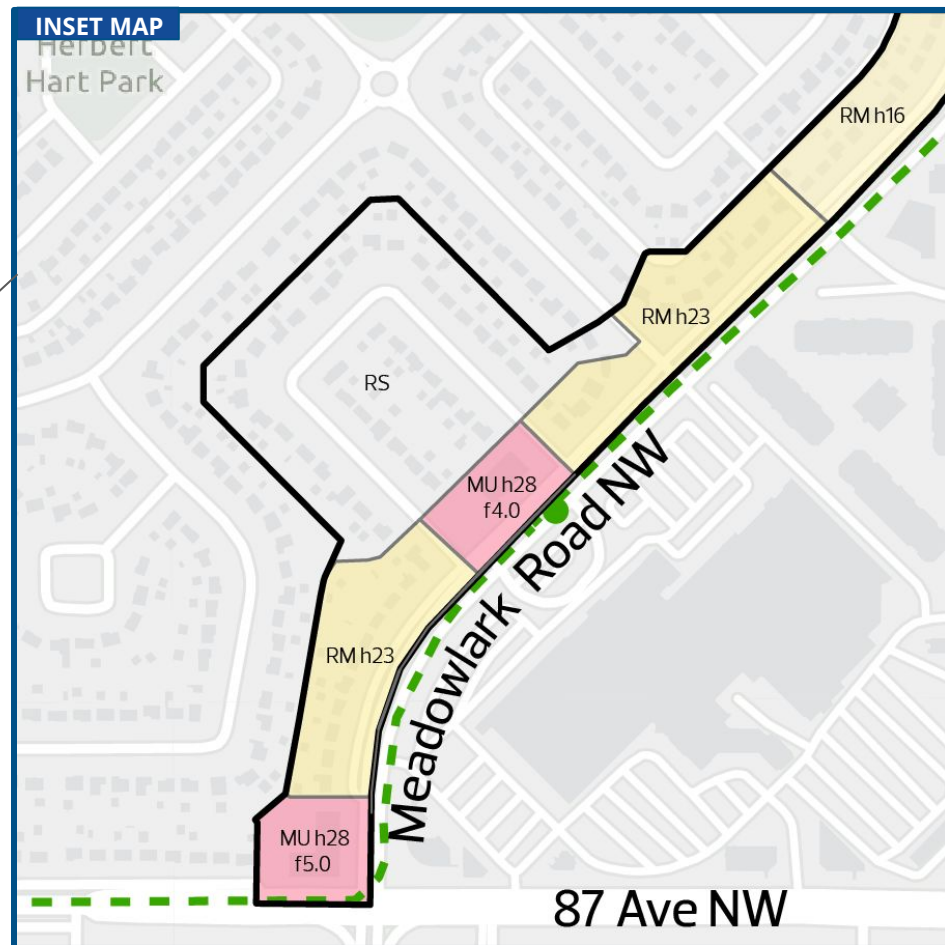 INSET MAP
Herbert
Hart Park
RM h16
RM h23
RS
MU h28
f4.0
Meadowlark Road NW
RM h23
MU h28
f5.0
87 Ave NW